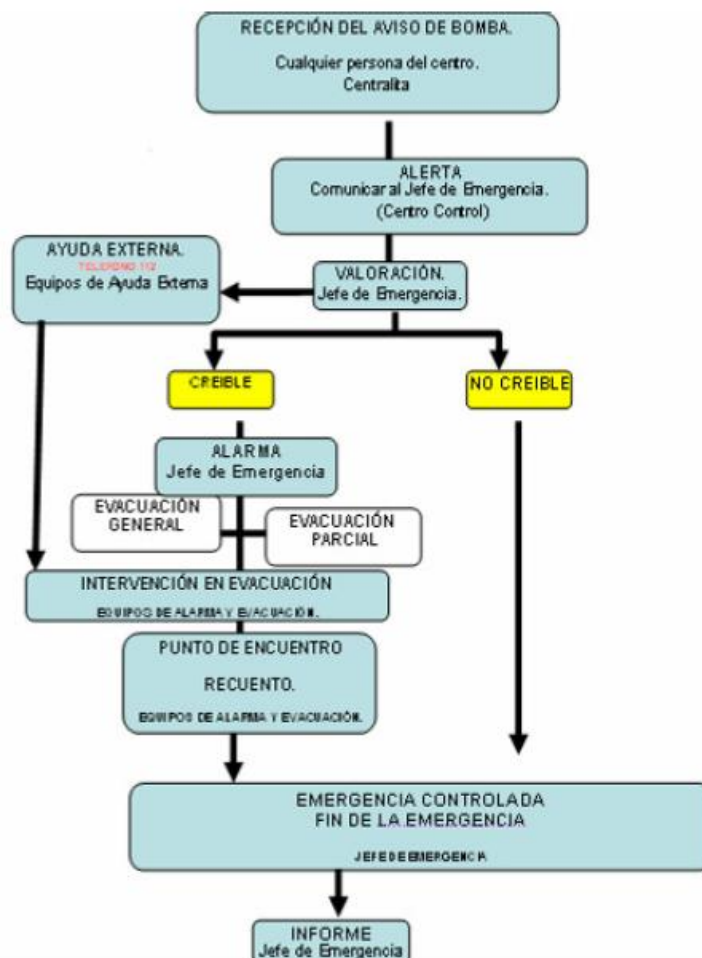 RECEPCIÓN DEL AVISO DE BOMBA.
Cualquier persona del centro.
Centralita
ALERTA
Comunicar al Jefe de Emergencia.
(Centro Control)
AYUDA EXTERNA.
TELEFONO 112
Equipos de Ayuda Externa
VALORACIÓN.
Jefe de Emergencia.
CREIBLE
NO CREIBLE
ALARMA
Jefe de Emergencia
EVACUACIÓN
GENERAL
EVACUACIÓN
PARCIAL
INTERVENCIÓN EN EVACUACIÓN
EQUIPOS DE ALARMA Y EVACUACIÓN.
PUNTO DE ENCUENTRO
RECUENTO.
EQUIPOS DE ALARMA Y EVACUACIÓN.
EMERGENCIA CONTROLADA
FIN DE LA EMERGENCIA
JEFE DE EMERGENCIA
INFORME
Jefe de Emergencia